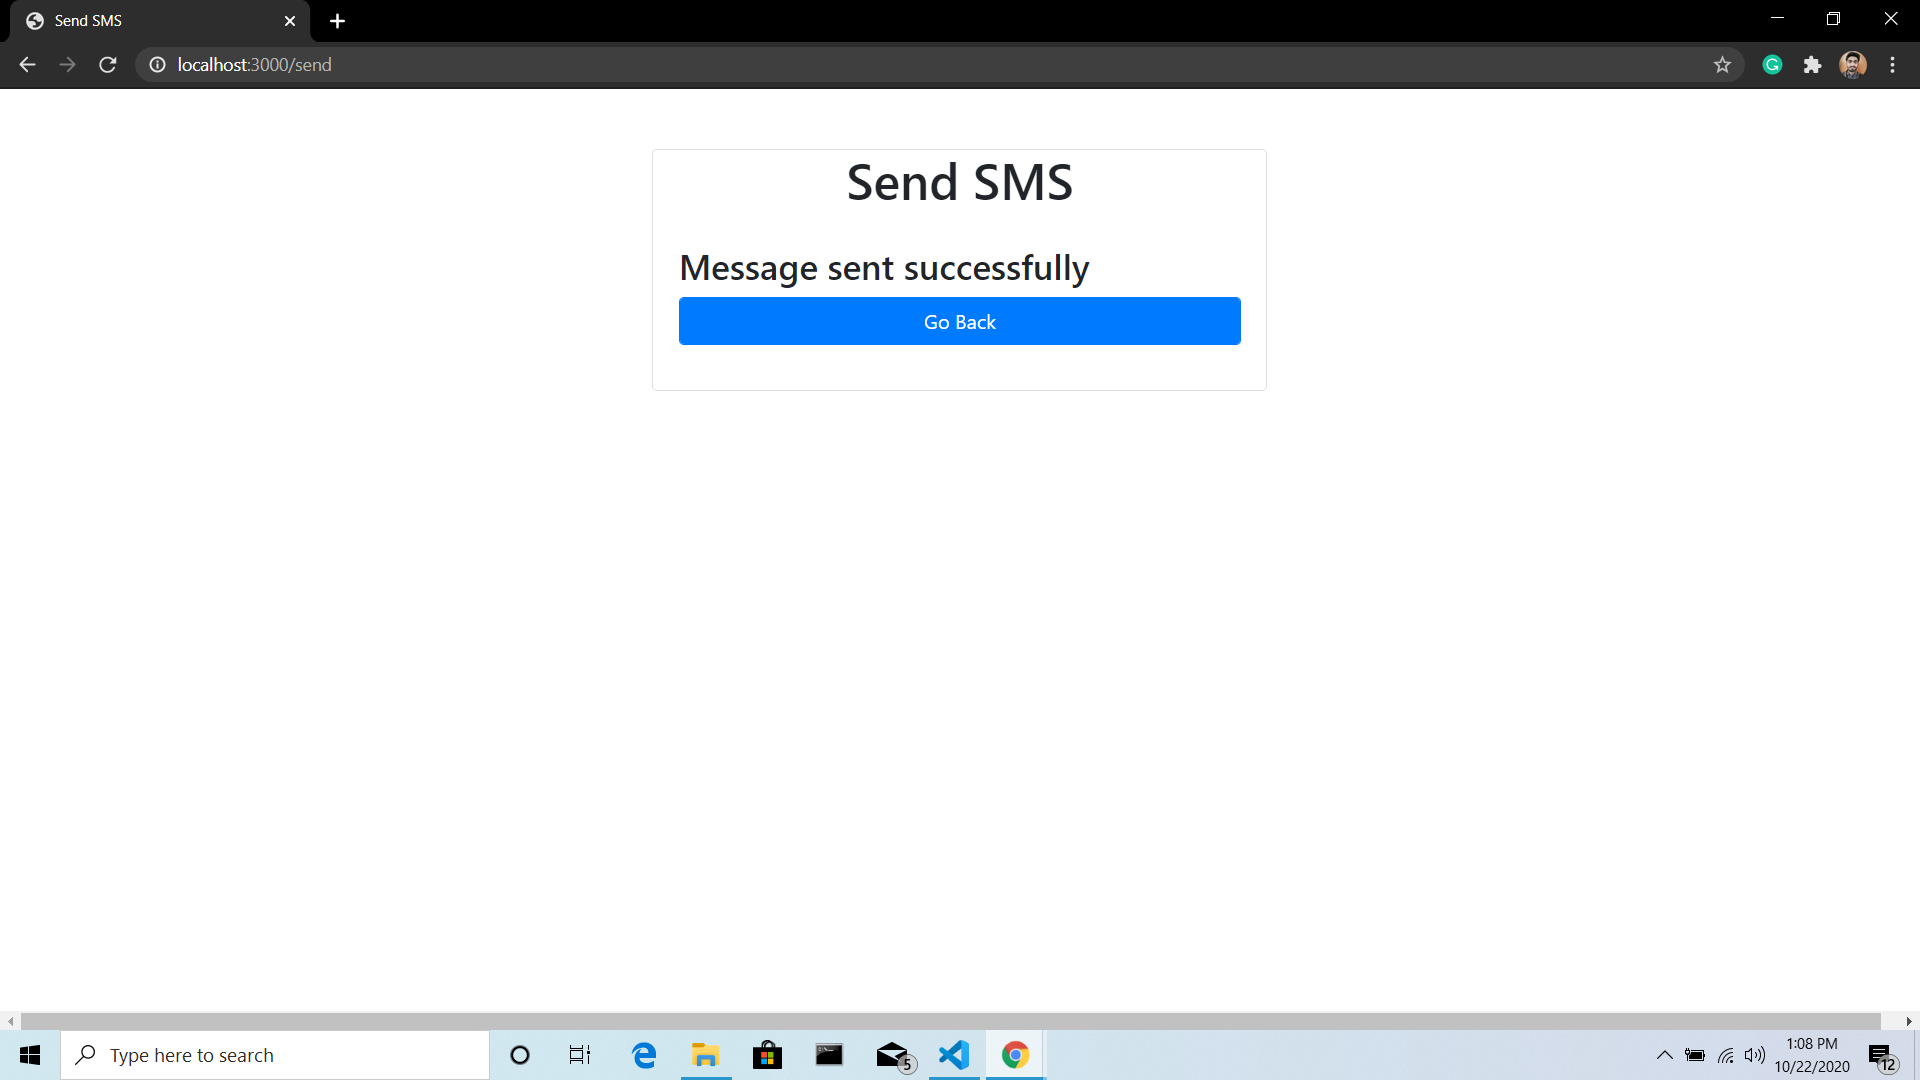 Send SMS
localhost:3000/send
Send SMS
Message sent successfully
Go Back
Type here to search
5
1:08 PM
10/22/2020
12